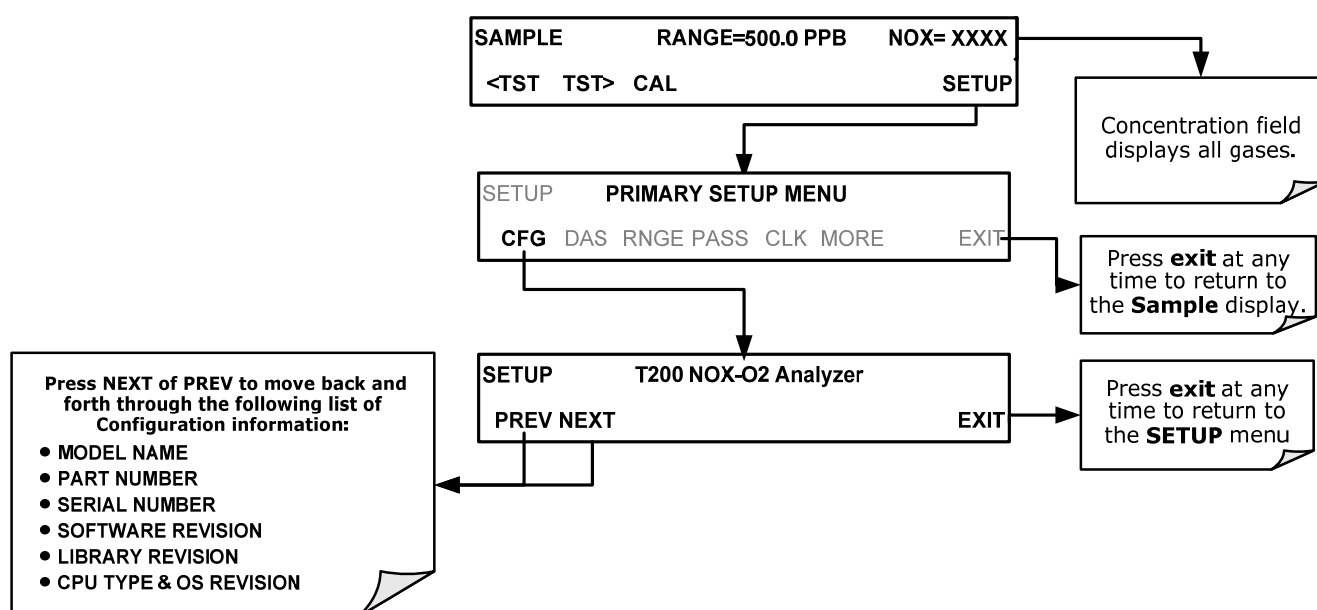 SAMPLE RANGE=500.0 PPB NOX= XXXX
<TST TST> CAL SETUP
Concentration field
displays all gases.
SETUP PRIMARY SETUP MENU
CFG DAS RNGE PASS CLK MORE EXIT
Press exit at any
time to return to
the Sample display.
SETUP T200 NOX-O2 Analyzer
PREV NEXT EXIT
Press exit at any
time to return to
the SETUP menu
Press NEXT of PREV to move back and
forth through the following list of
Configuration information:
● MODEL NAME
● PART NUMBER
● SERIAL NUMBER
● SOFTWARE REVISION
● LIBRARY REVISION
● CPU TYPE & OS REVISION